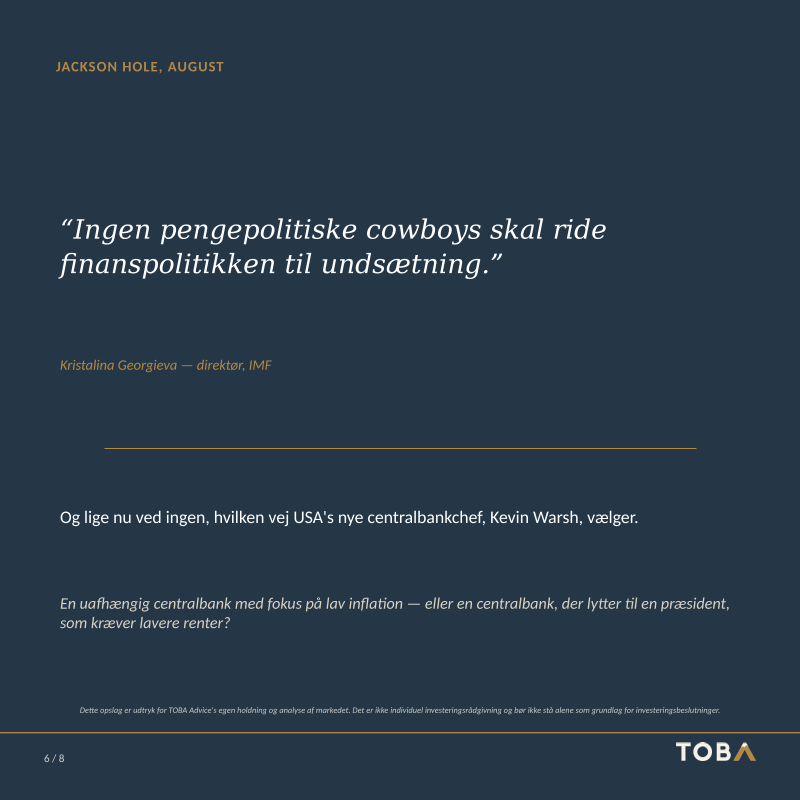 JACKSON HOLE, AUGUST
“Ingen pengepolitiske cowboys skal ride
finanspolitikken til undsætning.”
Kristalina Georgieva — direktør, IMF
Og lige nu ved ingen, hvilken vej USA's nye centralbankchef, Kevin Warsh, vælger.
En uafhængig centralbank med fokus på lav inflation — eller en centralbank, der lytter til en præsident,
som kræver lavere renter?
Dette opslag er udtryk for TOBA Advice's egen holdning og analyse af markedet. Det er ikke individuel investeringsrådgivning og bør ikke stå alene som grundlag for investeringsbeslutninger.
6 / 8
TOBA